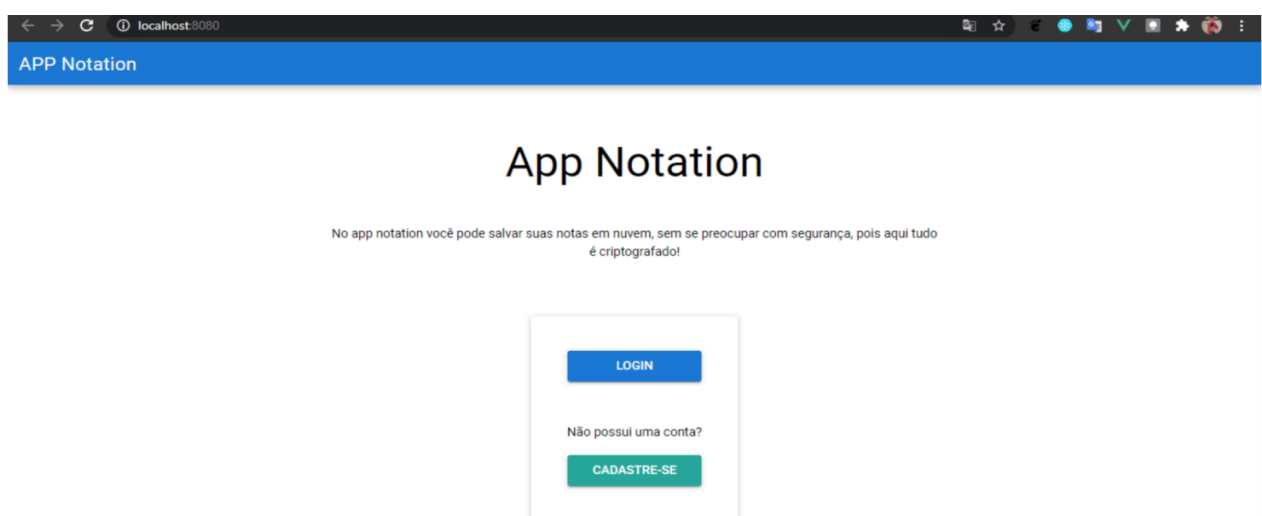 localhost:8080
APP Notation
App Notation
No app notation você pode salvar suas notas em nuvem, sem se preocupar com segurança, pois aqui tudo
é criptografado!
LOGIN
Não possui uma conta?
CADASTRE-SE